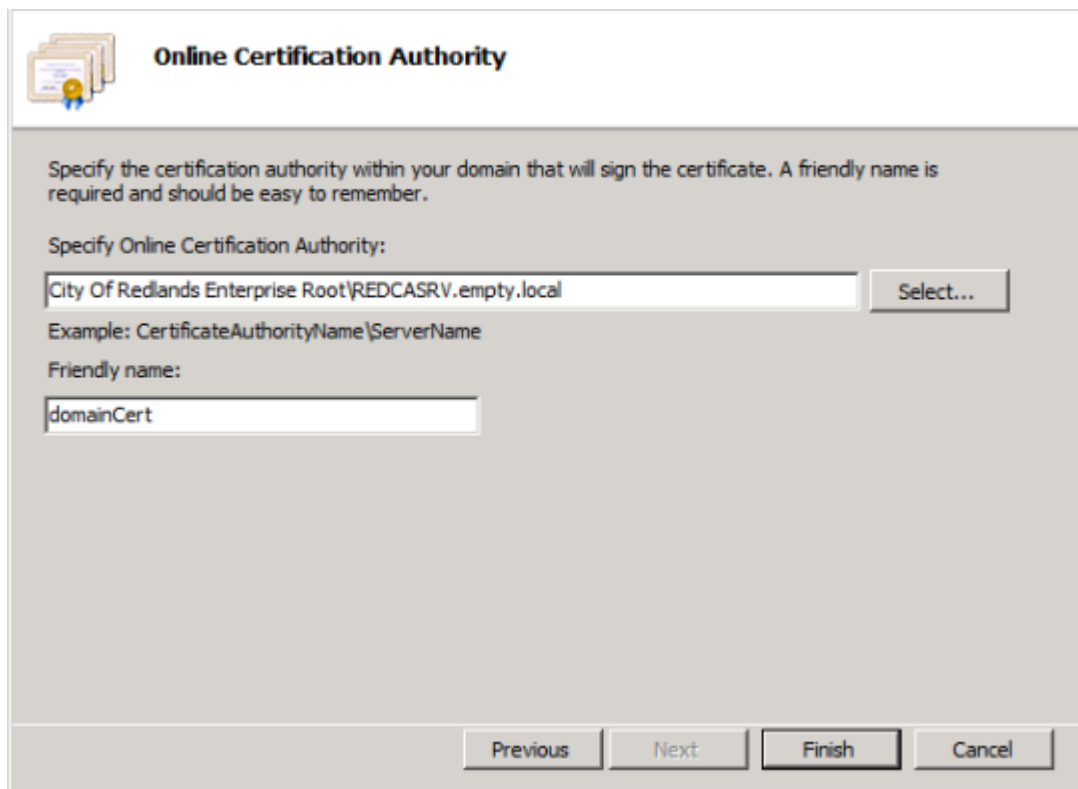 Online Certification Authority
Specify the certification authority within your domain that will sign the certificate. A friendly name is
required and should be easy to remember.
Specify Online Certification Authority:
City Of Redlands Enterprise Root\REDCASRV.empty.local
Select...
Example: CertificateAuthorityName\ServerName
Friendly name:
domainCert
Previous
Next
Finish
Cancel